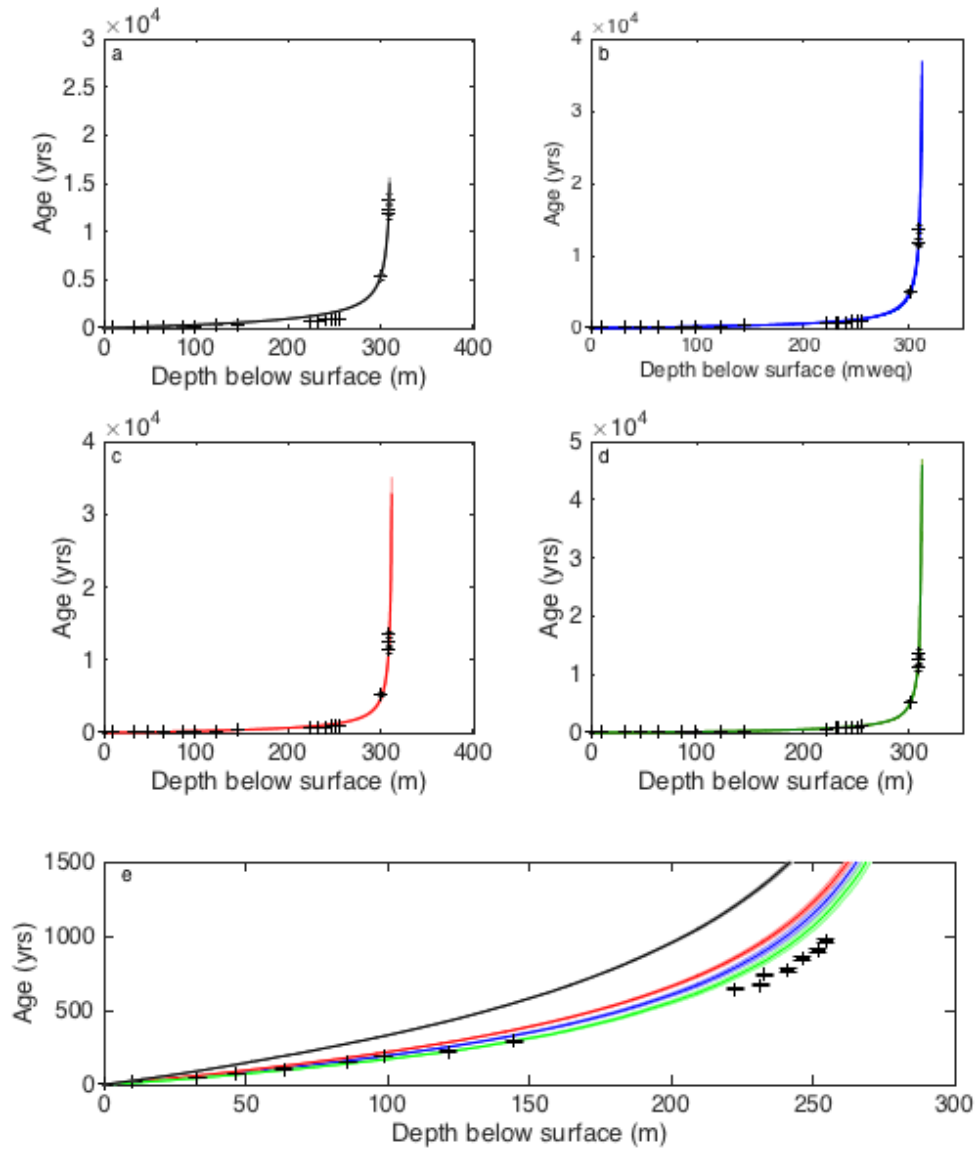 ×10⁴
a
3
2.5
2
1.5
1
0.5
0
0 100 200 300 400
Age (yrs)
Depth below surface (m)
×10⁴
b
4
3
2
1
0
0 100 200 300
Age (yrs)
Depth below surface (mweq)
×10⁴
c
4
3
2
1
0
0 100 200 300 400
Age (yrs)
Depth below surface (m)
×10⁴
d
5
4
3
2
1
0
0 100 200 300
Age (yrs)
Depth below surface (m)
e
1500
1000
500
0
0 50 100 150 200 250 300
Age (yrs)
Depth below surface (m)